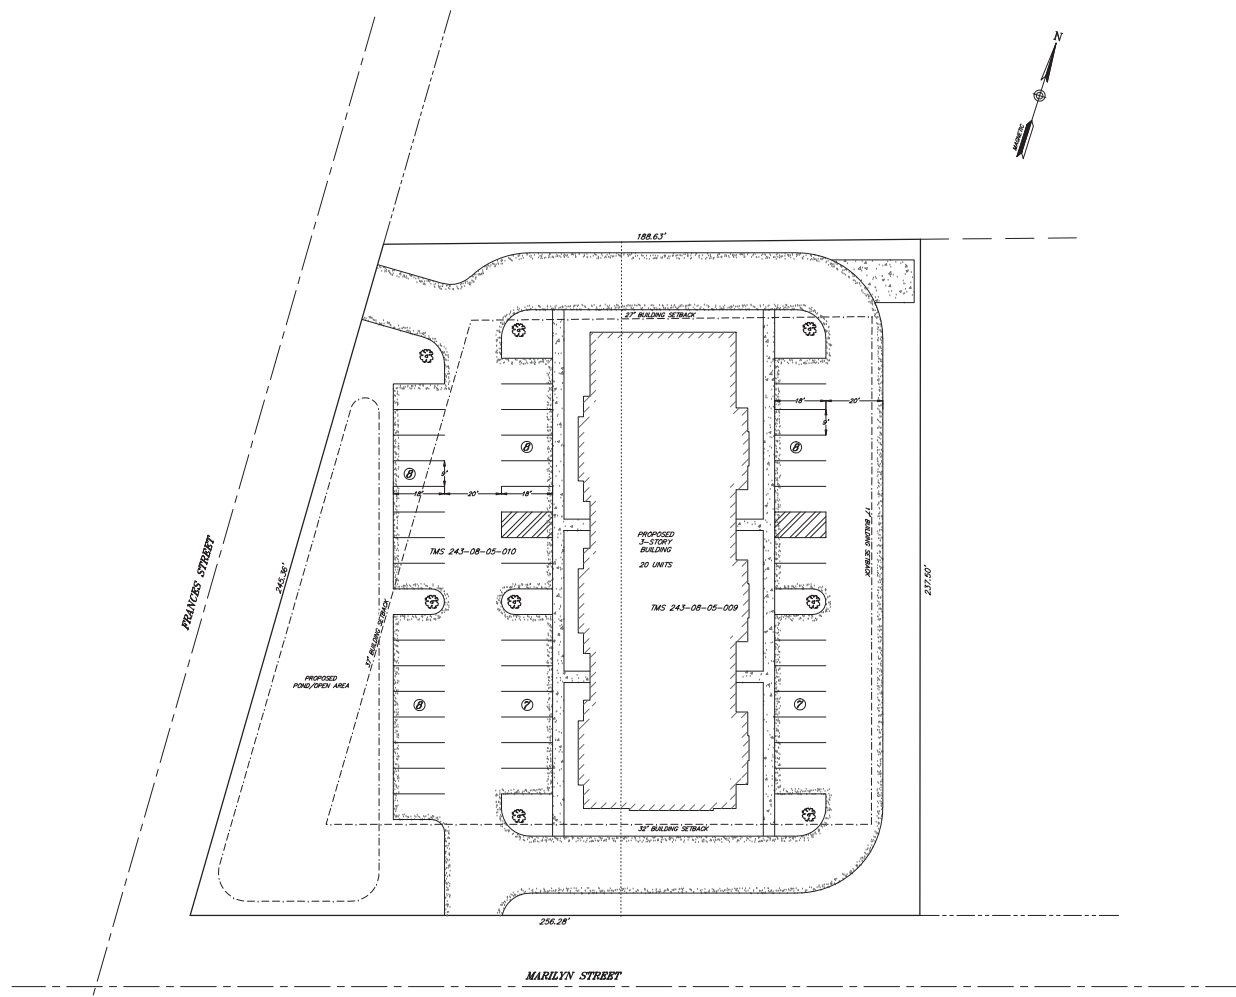 N
MAGNETIC
188.63'
27' BUILDING SETBACK
18'
20'
9'
8
8
8
9'
18'
20'
18'
17' BUILDING SETBACK
PROPOSED
3-STORY
BUILDING
20 UNITS
TMS 243-08-05-010
TMS 243-08-05-009
FRANCES STREET
245.36'
237.50'
37' BUILDING SETBACK
PROPOSED
POND/OPEN AREA
8
7
7
32' BUILDING SETBACK
256.28'
MARILYN STREET